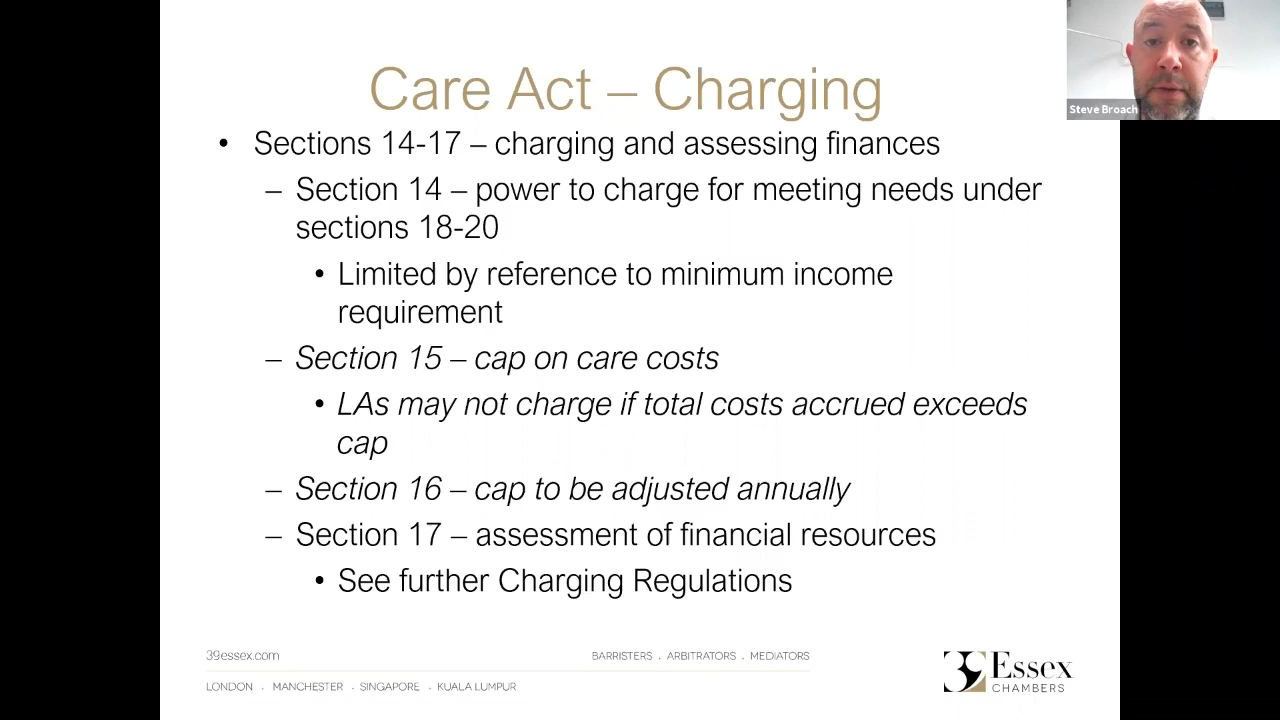 Care Act – Charging
Steve Broach
• Sections 14-17 – charging and assessing finances
– Section 14 – power to charge for meeting needs under
sections 18-20
• Limited by reference to minimum income
requirement
– Section 15 – cap on care costs
• LAs may not charge if total costs accrued exceeds
cap
– Section 16 – cap to be adjusted annually
– Section 17 – assessment of financial resources
• See further Charging Regulations
39essex.com
BARRISTERS . ARBITRATORS . MEDIATORS
LONDON . MANCHESTER . SINGAPORE . KUALA LUMPUR
39 Essex
CHAMBERS